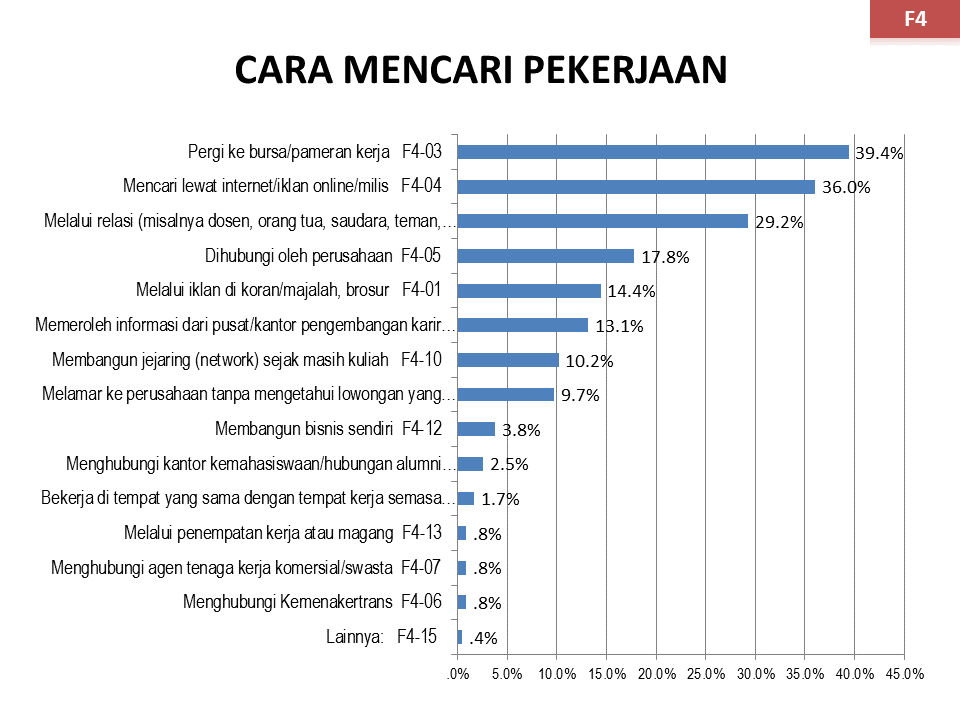 F4
CARA MENCARI PEKERJAAN
Pergi ke bursa/pameran kerja F4-03 39.4%
Mencari lewat internet/iklan online/milis F4-04 36.0%
Melalui relasi (misalnya dosen, orang tua, saudara, teman,… 29.2%
Dihubungi oleh perusahaan F4-05 17.8%
Melalui iklan di koran/majalah, brosur F4-01 14.4%
Memeroleh informasi dari pusat/kantor pengembangan karir… 13.1%
Membangun jejaring (network) sejak masih kuliah F4-10 10.2%
Melamar ke perusahaan tanpa mengetahui lowongan yang… 9.7%
Membangun bisnis sendiri F4-12 3.8%
Menghubungi kantor kemahasiswaan/hubungan alumni… 2.5%
Bekerja di tempat yang sama dengan tempat kerja semasa… 1.7%
Melalui penempatan kerja atau magang F4-13 .8%
Menghubungi agen tenaga kerja komersial/swasta F4-07 .8%
Menghubungi Kemenakertrans F4-06 .8%
Lainnya: F4-15 .4%
.0% 5.0% 10.0% 15.0% 20.0% 25.0% 30.0% 35.0% 40.0% 45.0%